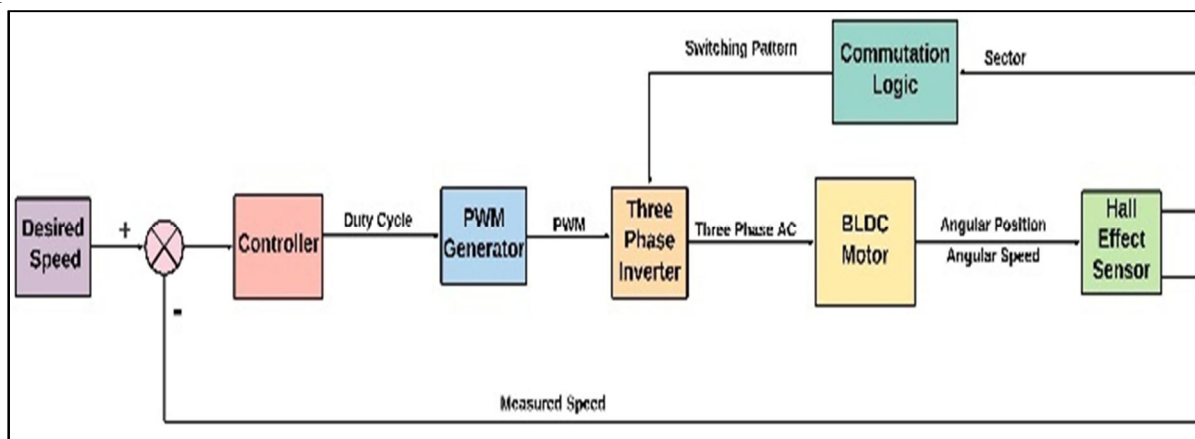 Switching Pattern
Commutation
Logic
Sector
Desired
Speed
+
-
Controller
Duty Cycle
PWM
Generator
PWM
Three
Phase
Inverter
Three Phase AC
BLDC
Motor
Angular Position
Angular Speed
Hall
Effect
Sensor
Measured Speed